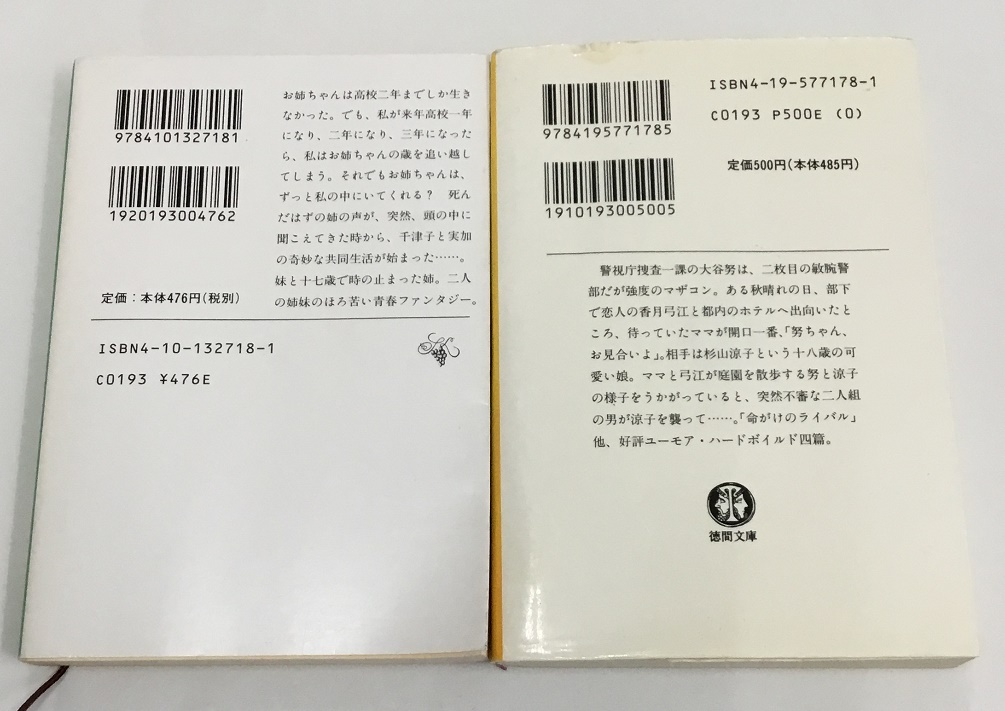 9784101327181
1920193004762
お姉ちゃんは高校二年までしか生き
なかった。でも、私が来年高校一年
になり、二年になり、三年になった
ら、私はお姉ちゃんの歳を追い越し
てしまう。それでもお姉ちゃんは、
ずっと私の中にいてくれる？　死ん
だはずの姉の声が、突然、頭の中に
聞こえてきた時から、千津子と実加
の奇妙な共同生活が始まった……。
妹と十七歳で時の止まった姉。二人
の姉妹のほろ苦い青春ファンタジー。
定価：本体476円(税別)
ISBN4-10-132718-1
C0193 ¥476E
9784195771785
1910193005005
ISBN4-19-577178-1
C0193 P500E (0)
定価500円(本体485円)
警視庁捜査一課の大谷努は、二枚目の敏腕警
部だが強度のマザコン。ある秋晴れの日、部下
で恋人の香月弓江と都内のホテルへ出向いたと
ころ、待っていたママが開口一番、「努ちゃん、
お見合いよ」。相手は杉山涼子という十八歳の可
愛い娘。ママと弓江が庭園を散歩する努と涼子
の様子をうかがっていると、突然不審な二人組
の男が涼子を襲って……。「命がけのライバル」
他、好評ユーモア・ハードボイルド四篇。
徳間文庫